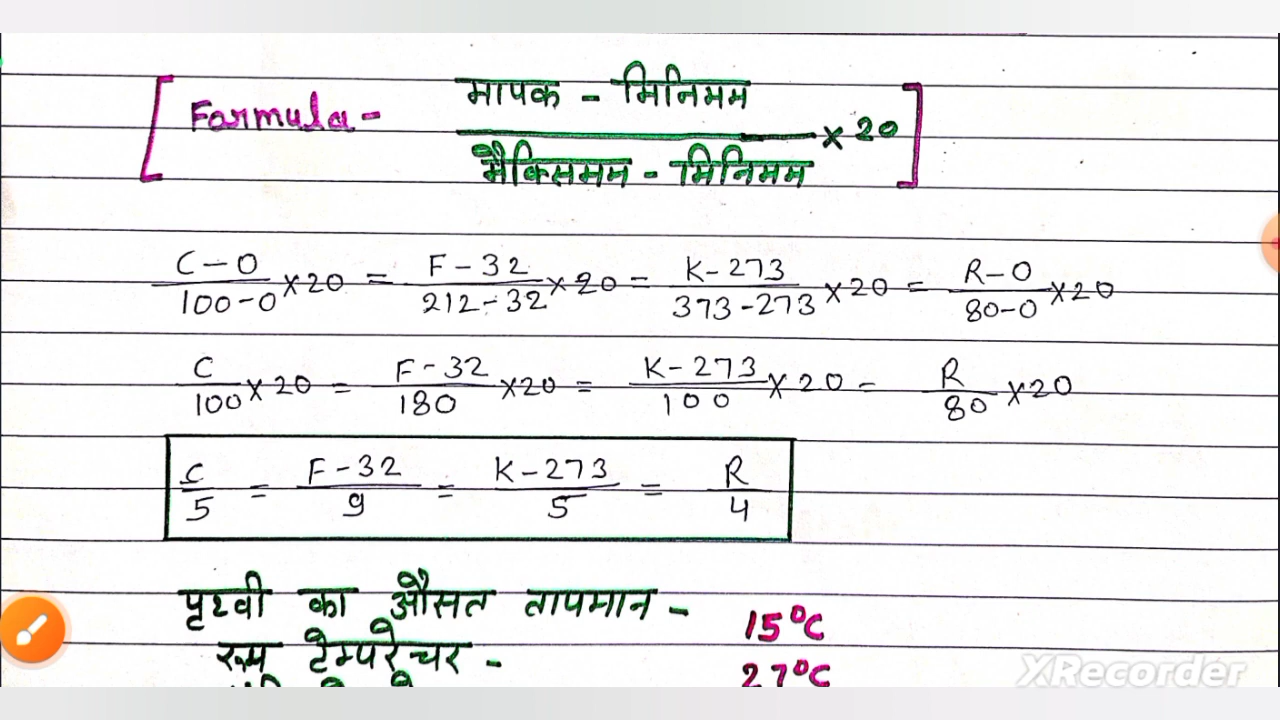 मापक - मिनिमम
Formula - ———— × 20
मैक्सिमम - मिनिमम
C-0/100-0 × 20 = F-32/212-32 × 20 = K-273/373-273 × 20 = R-0/80-0 × 20
C/100 × 20 = F-32/180 × 20 = K-273/100 × 20 = R/80 × 20
C/5 = F-32/9 = K-273/5 = R/4
पृथ्वी का औसत तापमान - 15°C
रूम टेम्परेचर - 27°C
XRecorder